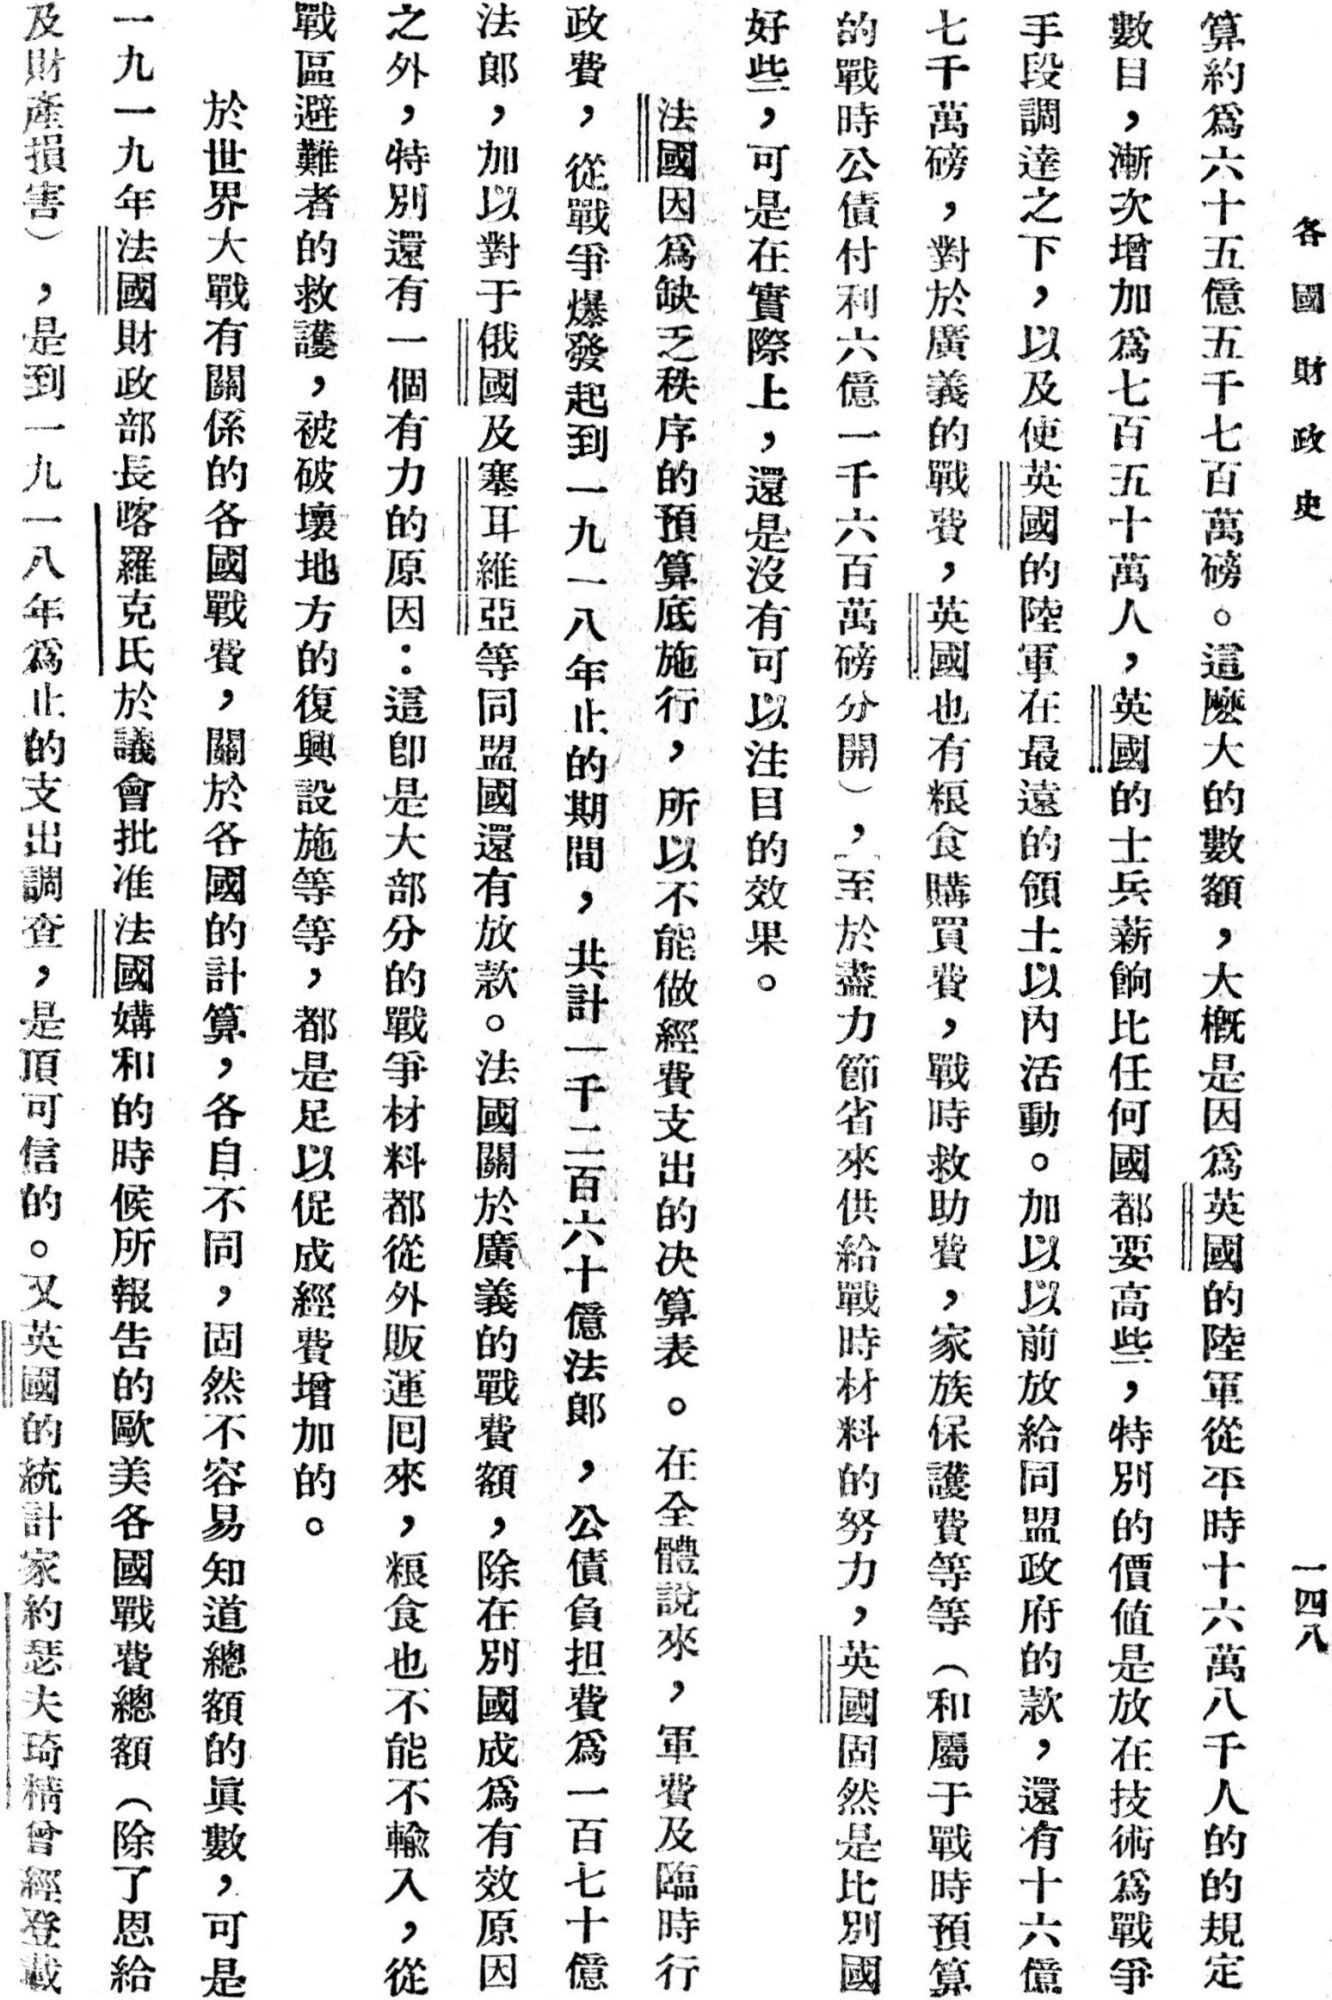 各國財政史
一四八
算約爲六十五億五千七百萬磅。這麽大的數額，大概是因爲英國的陸軍從平時十六萬八千人的的規定
數目，漸次增加爲七百五十萬人，英國的士兵薪餉比任何國都要高些，特別的價值是放在技術爲戰爭
手段調達之下，以及使英國的陸軍在最遠的領土以內活動。加以以前放給同盟政府的款，還有十六億
七千萬磅，對於廣義的戰費，英國也有粮食購買費，戰時救助費，家族保護費等等（和屬于戰時預算
的戰時公債付利六億一千六百萬磅分開），至於盡力節省來供給戰時材料的努力，英國固然是比別國
好些，可是在實際上，還是沒有可以注目的效果。
法國因爲缺乏秩序的預算底施行，所以不能做經費支出的决算表。在全體說來，軍費及臨時行
政費，從戰爭爆發起到一九一八年止的期間，共計一千二百六十億法郎，公債負担費爲一百七十億
法郎，加以對于俄國及塞耳維亞等同盟國還有放款。法國關於廣義的戰費額，除在別國成爲有效原因
之外，特別還有一個有力的原因：這卽是大部分的戰爭材料都從外販運囘來，粮食也不能不輸入，從
戰區避難者的救護，被破壞地方的復興設施等等，都是足以促成經費增加的。
於世界大戰有關係的各國戰費，關於各國的計算，各自不同，固然不容易知道總額的眞數，可是
一九一九年法國財政部長喀羅克氏於議會批准法國媾和的時候所報告的歐美各國戰費總額（除了恩給
及財產損害），是到一九一八年爲止的支出調查，是頂可信的。又英國的統計家約瑟夫琦精曾經登載